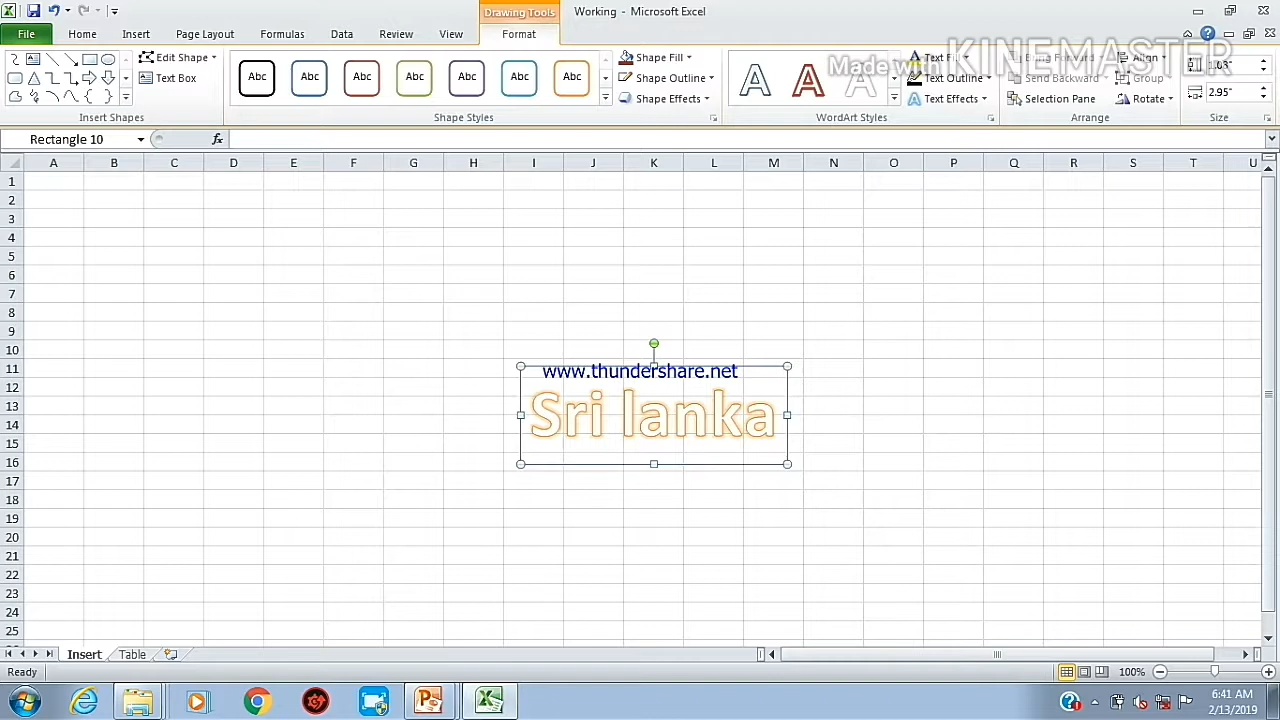 Drawing Tools
Working - Microsoft Excel
File Home Insert Page Layout Formulas Data Review View Format
Edit Shape
Text Box
Insert Shapes
Abc Abc Abc Abc Abc Abc Abc
Shape Fill
Shape Outline
Shape Effects
Shape Styles
A A A
Text Outline
Text Effects
WordArt Styles
Made with KINEMASTER
Bring Forward
Send Backward
Selection Pane
Align
Group
Rotate
Arrange
2.95"
Size
Rectangle 10
fx
A B C D E F G H I J K L M N O P Q R S T U
1
2
3
4
5
6
7
8
9
10
11
12
13
14
15
16
17
18
19
20
21
22
23
24
25
www.thundershare.net
Sri lanka
Insert Table
Ready
100%
6:41 AM
2/13/2019